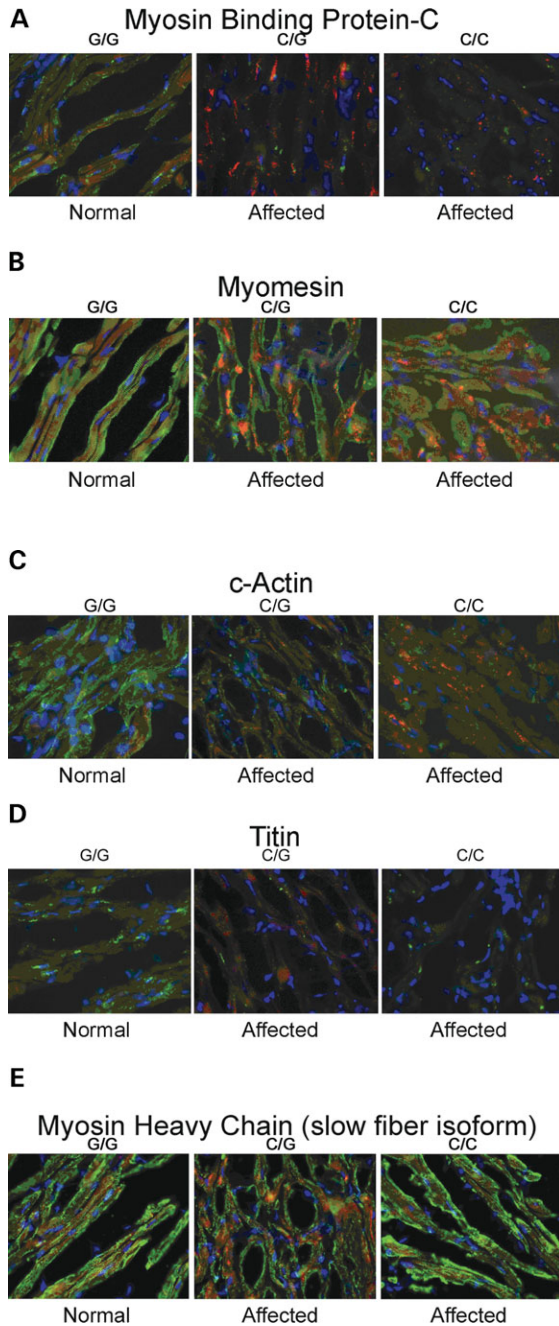 A
Myosin Binding Protein-C
G/G C/G C/C
Normal Affected Affected
B
Myomesin
G/G C/G C/C
Normal Affected Affected
C
c-Actin
G/G C/G C/C
Normal Affected Affected
D
Titin
G/G C/G C/C
Normal Affected Affected
E
Myosin Heavy Chain (slow fiber isoform)
G/G C/G C/C
Normal Affected Affected